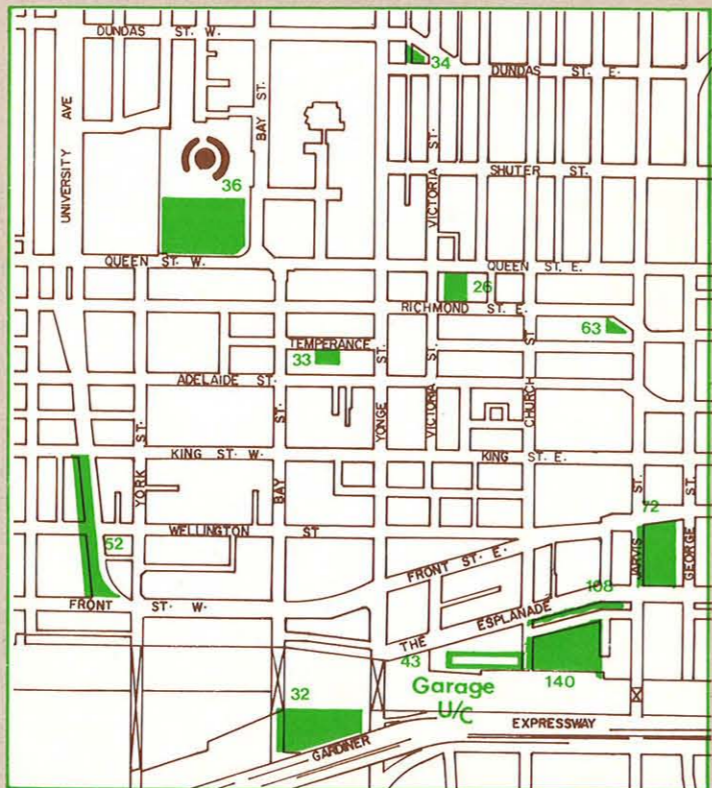 DUNDAS ST. W.
34
DUNDAS ST. E.
UNIVERSITY AVE
BAY ST.
VICTORIA ST.
SHUTER ST.
36
QUEEN ST. W.
QUEEN ST. E.
26
RICHMOND ST. E.
63
TEMPERANCE
33
ADELAIDE ST.
YONGE ST.
VICTORIA ST.
CHURCH ST.
KING ST. W.
KING ST. E.
YORK ST.
BAY ST.
WELLINGTON ST
52
FRONT ST. E.
72
JARVIS ST.
GEORGE ST.
108
FRONT ST. W.
THE ESPLANADE
43
Garage
U/C
140
32
EXPRESSWAY
GARDINER